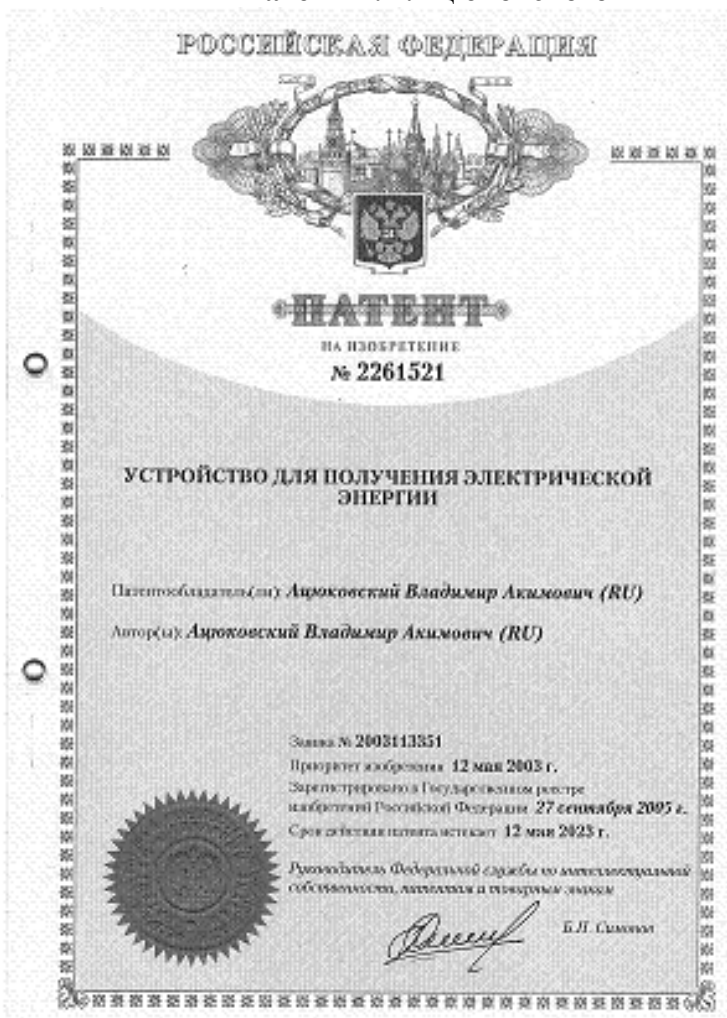 РОССИЙСКАЯ ФЕДЕРАЦИЯ
ПАТЕНТ
НА ИЗОБРЕТЕНИЕ
№ 2261521
УСТРОЙСТВО ДЛЯ ПОЛУЧЕНИЯ ЭЛЕКТРИЧЕСКОЙ
ЭНЕРГИИ
Патентообладатель(ли): Ацюковский Владимир Акимович (RU)
Автор(ы): Ацюковский Владимир Акимович (RU)
Заявка № 2003113351
Приоритет изобретения 12 мая 2003 г.
Зарегистрировано в Государственном реестре
изобретений Российской Федерации 27 сентября 2005 г.
Срок действия патента истекает 12 мая 2023 г.
Руководитель Федеральной службы по интеллектуальной
собственности, патентам и товарным знакам
Б.П. Симонов